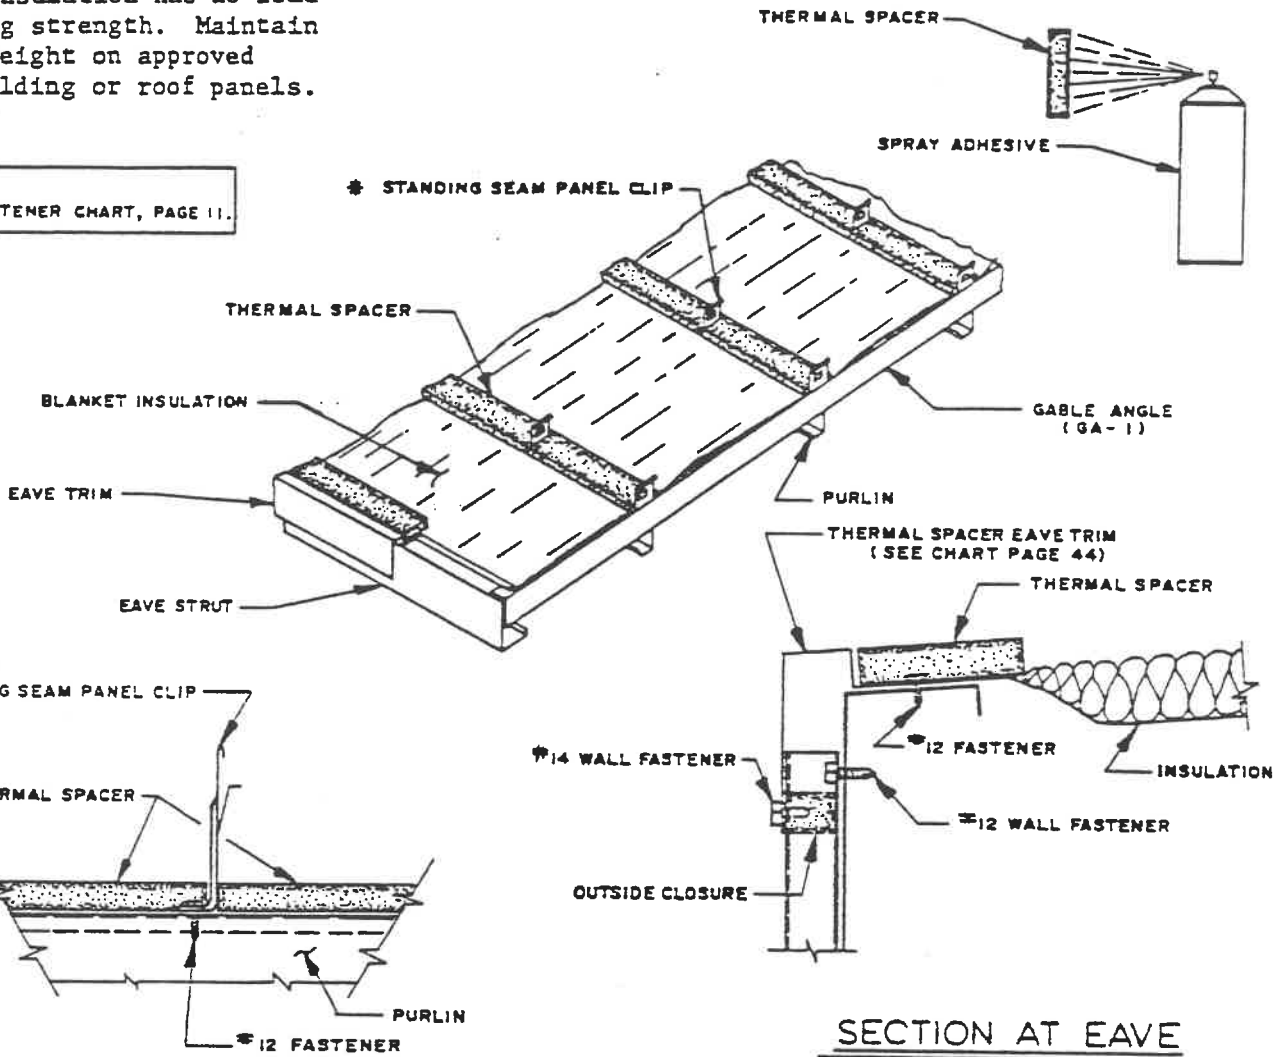 g strength. Maintain
eight on approved
lding or roof panels.
TENER CHART, PAGE 11.
THERMAL SPACER
SPRAY ADHESIVE
* STANDING SEAM PANEL CLIP
THERMAL SPACER
BLANKET INSULATION
EAVE TRIM
EAVE STRUT
GABLE ANGLE
(GA-1)
PURLIN
THERMAL SPACER EAVE TRIM
(SEE CHART PAGE 44)
THERMAL SPACER
#12 FASTENER
INSULATION
#14 WALL FASTENER
#12 WALL FASTENER
OUTSIDE CLOSURE
G SEAM PANEL CLIP
RMAL SPACER
PURLIN
#12 FASTENER
SECTION AT EAVE